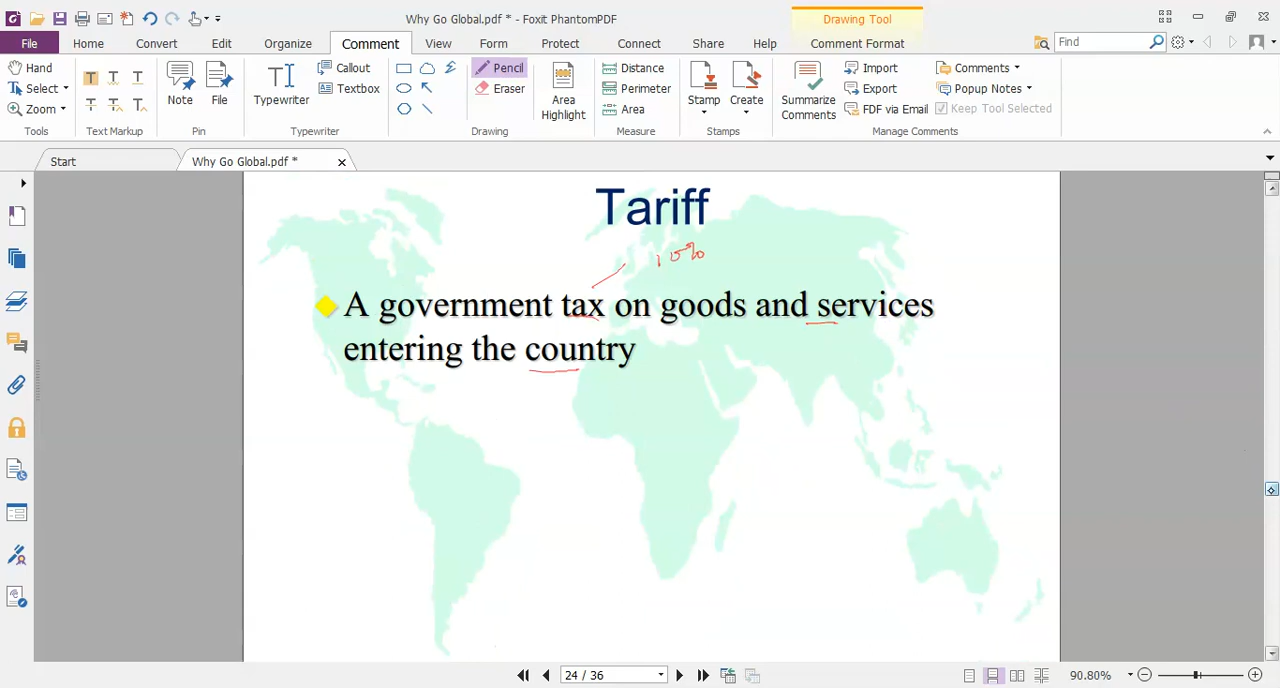 Why Go Global.pdf * - Foxit PhantomPDF
Drawing Tool
File Home Convert Edit Organize Comment View Form Protect Connect Share Help Comment Format Find
Hand
Select
Zoom
Tools
T T T
T T T
Text Markup
Note File
Pin
Typewriter
Callout
Textbox
Typewriter
Pencil
Eraser
Area Highlight
Drawing
Distance
Perimeter
Area
Measure
Stamp Create
Stamps
Summarize Comments
Import
Export
FDF via Email
Comments
Popup Notes
Keep Tool Selected
Manage Comments
Start Why Go Global.pdf *
Tariff
10%
A government tax on goods and services
entering the country
24 / 36 90.80%